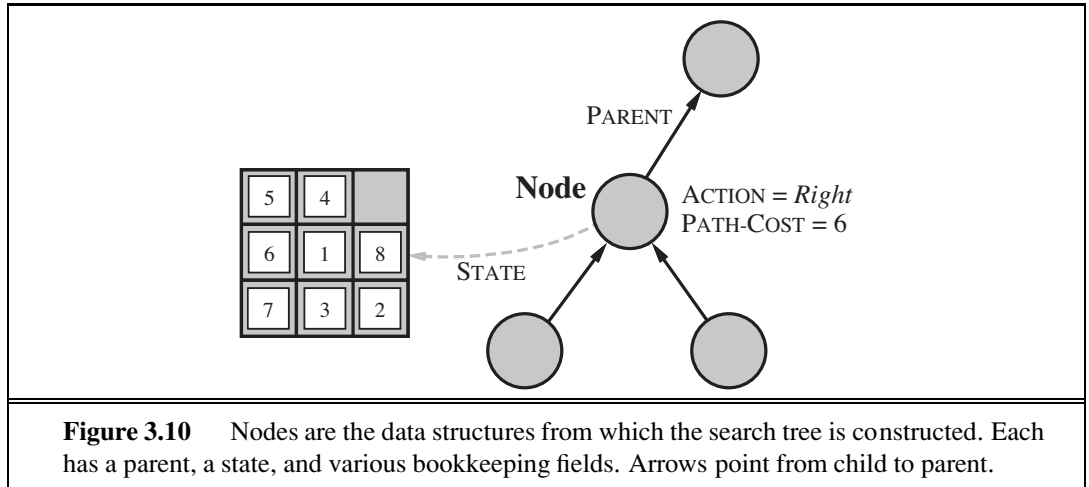 PARENT
Node
ACTION = Right
PATH-COST = 6
5 4
6 1 8
STATE
7 3 2
Figure 3.10 Nodes are the data structures from which the search tree is constructed. Each
has a parent, a state, and various bookkeeping fields. Arrows point from child to parent.